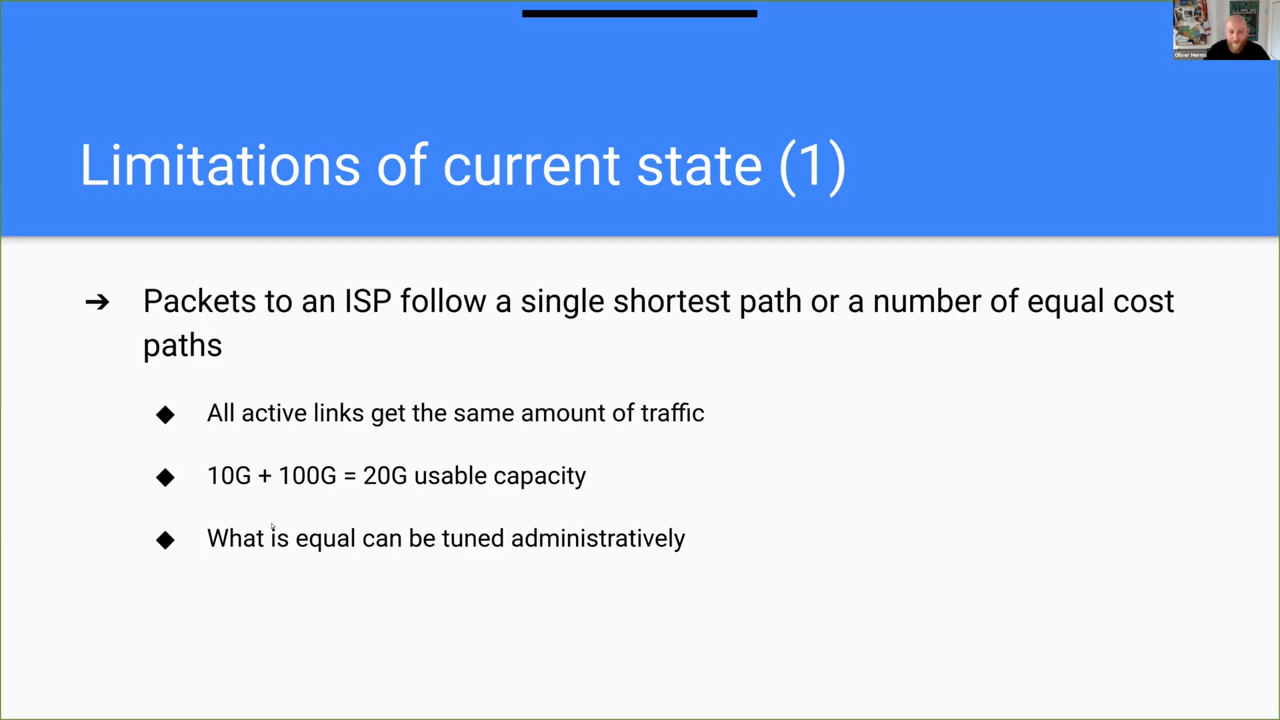 Oliver Herms
Limitations of current state (1)
➔ Packets to an ISP follow a single shortest path or a number of equal cost
paths
◆ All active links get the same amount of traffic
◆ 10G + 100G = 20G usable capacity
◆ What is equal can be tuned administratively